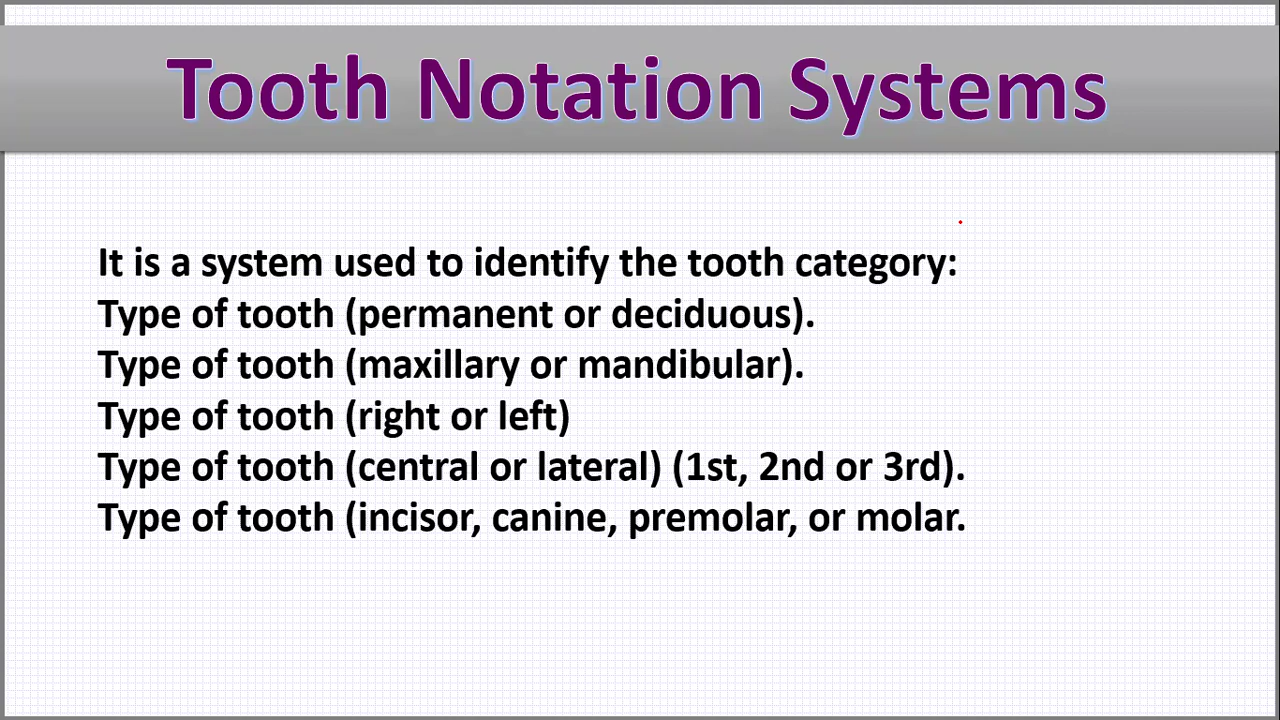 Tooth Notation Systems
It is a system used to identify the tooth category:
Type of tooth (permanent or deciduous).
Type of tooth (maxillary or mandibular).
Type of tooth (right or left)
Type of tooth (central or lateral) (1st, 2nd or 3rd).
Type of tooth (incisor, canine, premolar, or molar.